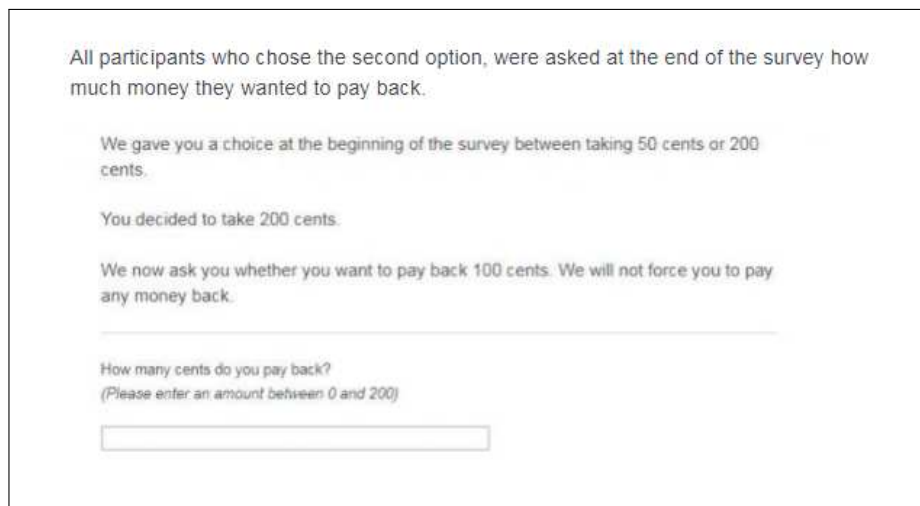 All participants who chose the second option, were asked at the end of the survey how
much money they wanted to pay back.
We gave you a choice at the beginning of the survey between taking 50 cents or 200
cents.
You decided to take 200 cents.
We now ask you whether you want to pay back 100 cents. We will not force you to pay
any money back.
How many cents do you pay back?
(Please enter an amount between 0 and 200)